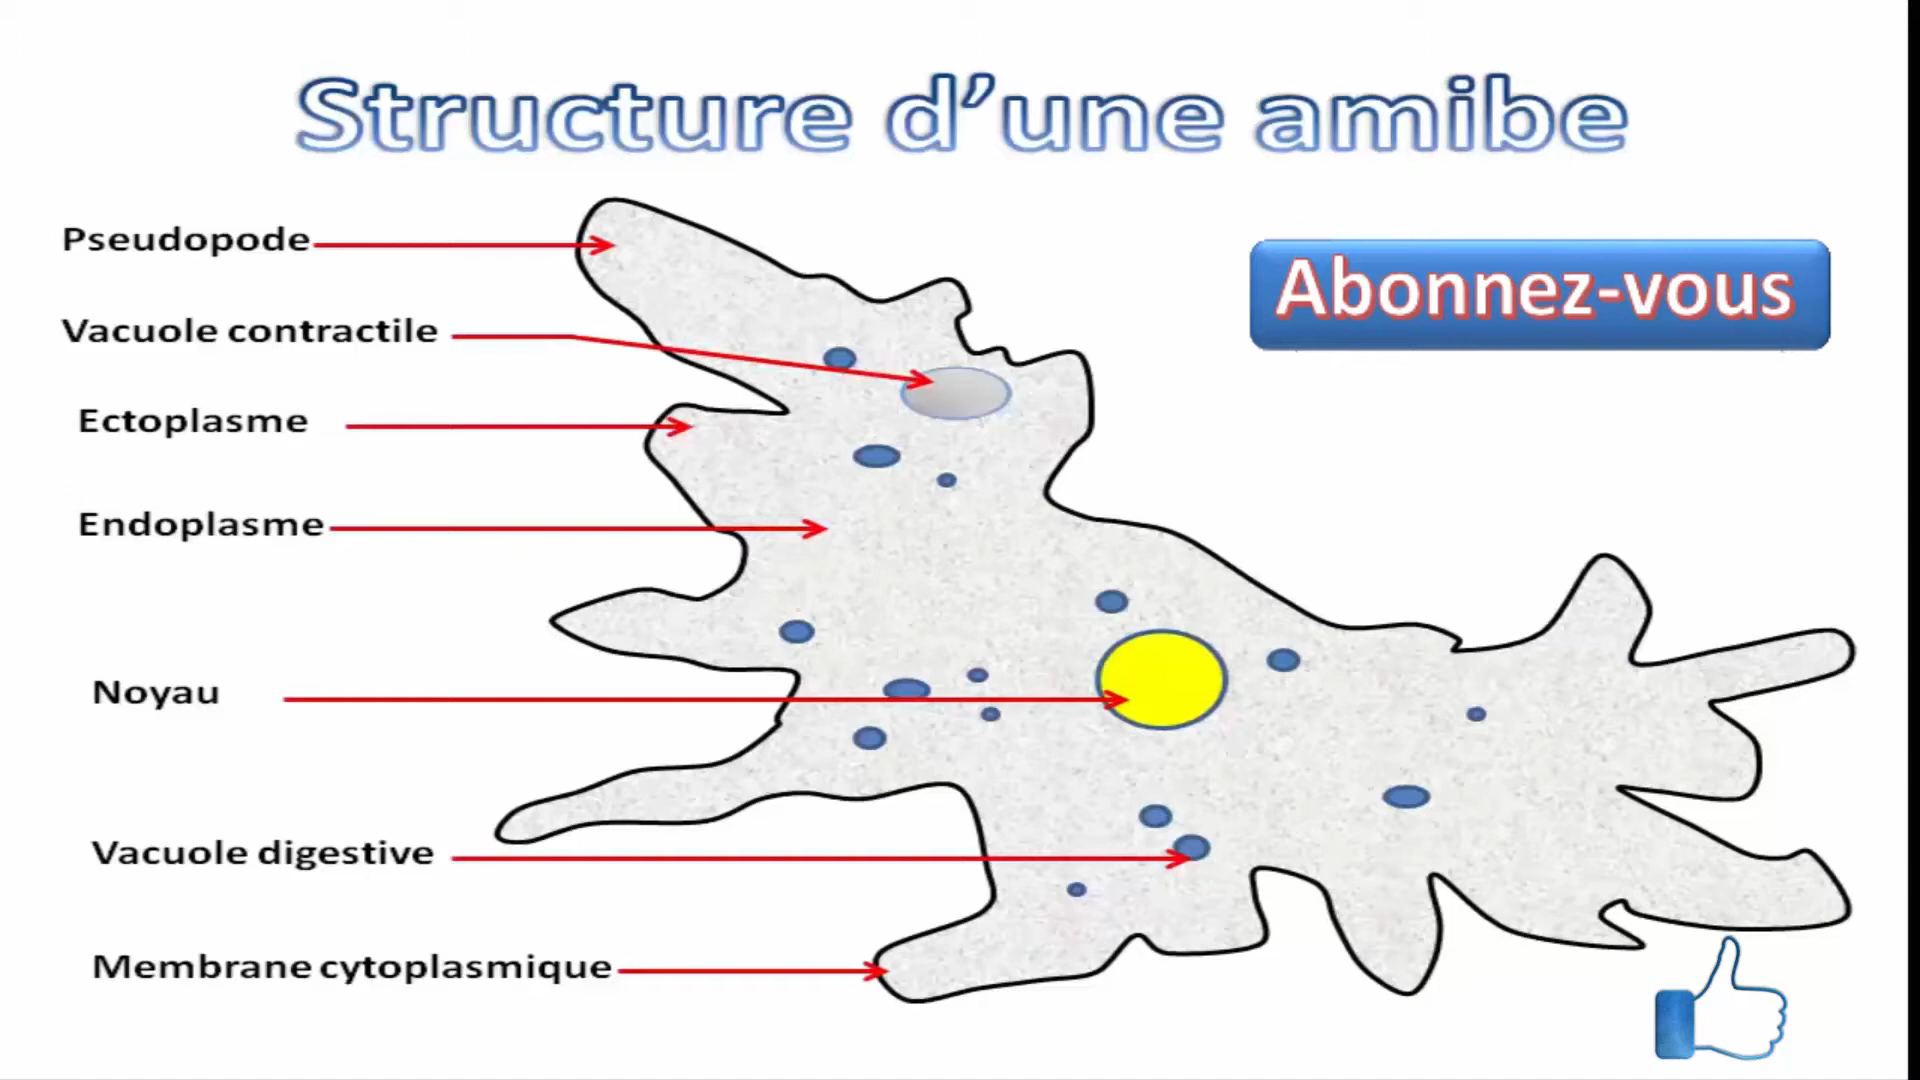 Structure d’une amibe
Pseudopode
Abonnez-vous
Vacuole contractile
Ectoplasme
Endoplasme
Noyau
Vacuole digestive
Membrane cytoplasmique